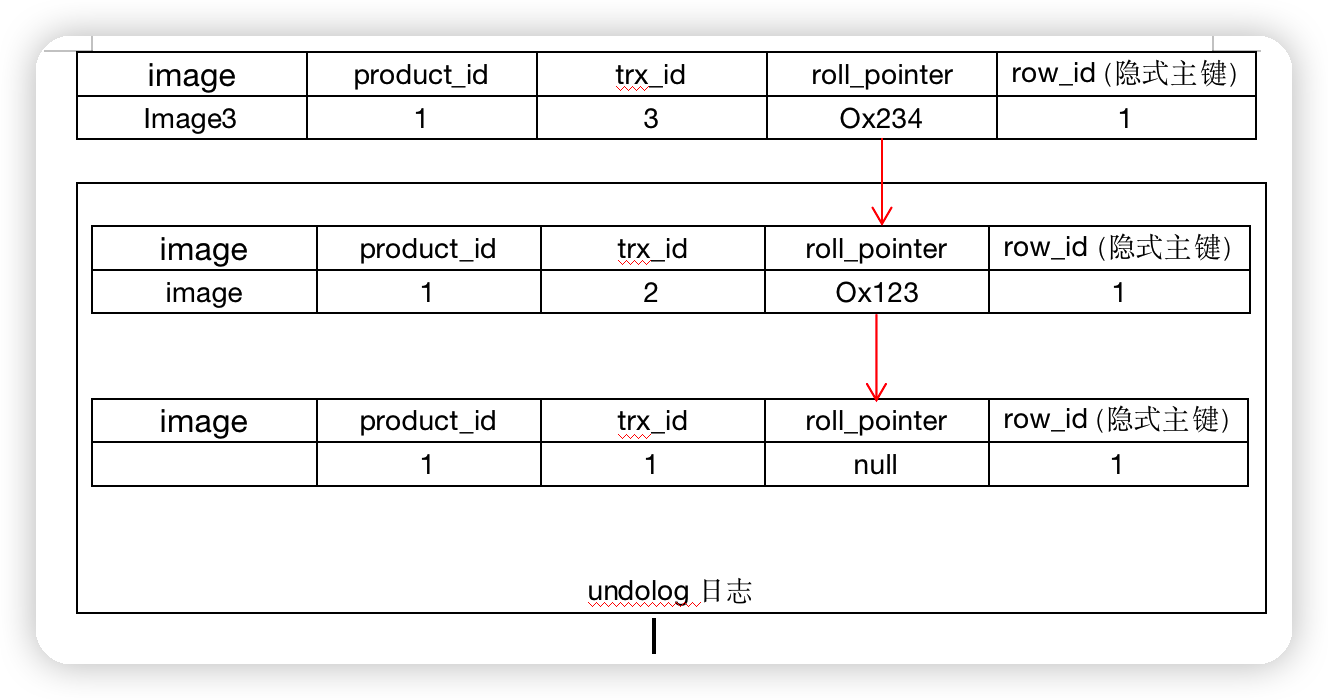 image product_id trx_id roll_pointer row_id (隐式主键)
Image3 1 3 Ox234 1
image product_id trx_id roll_pointer row_id (隐式主键)
image 1 2 Ox123 1
image product_id trx_id roll_pointer row_id (隐式主键)
1 1 null 1
undolog 日志